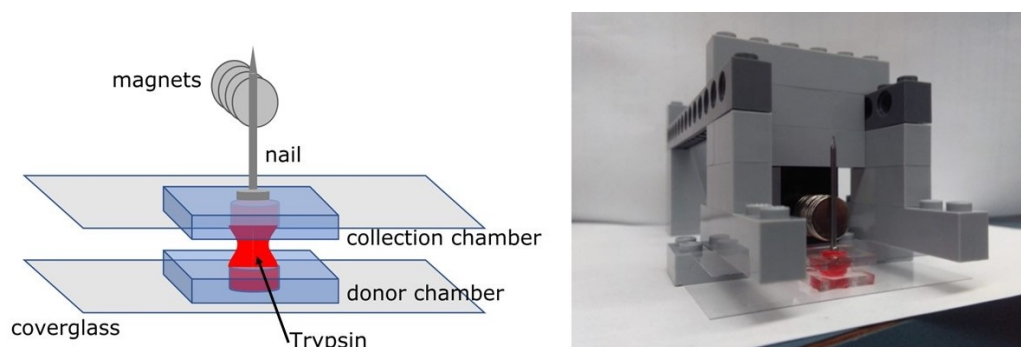 magnets
nail
collection chamber
donor chamber
coverglass
Trypsin